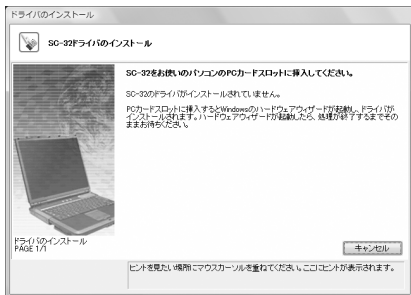 ドライバのインストール
SC-32ドライバのインストール
SC-32をお使いのパソコンのPCカードスロットに挿入してください。
SC-32のドライバがインストールされていません。
PCカードスロットに挿入するとWindowsのハードウェアウィザードが起動し、ドライバが
インストールされます。ハードウェアウィザードが起動したら、処理が終了するまでその
ままお待ちください。
ドライバのインストール
PAGE 1/1
キャンセル
ヒントを見たい場所にマウスカーソルを重ねてください。ここにヒントが表示されます。